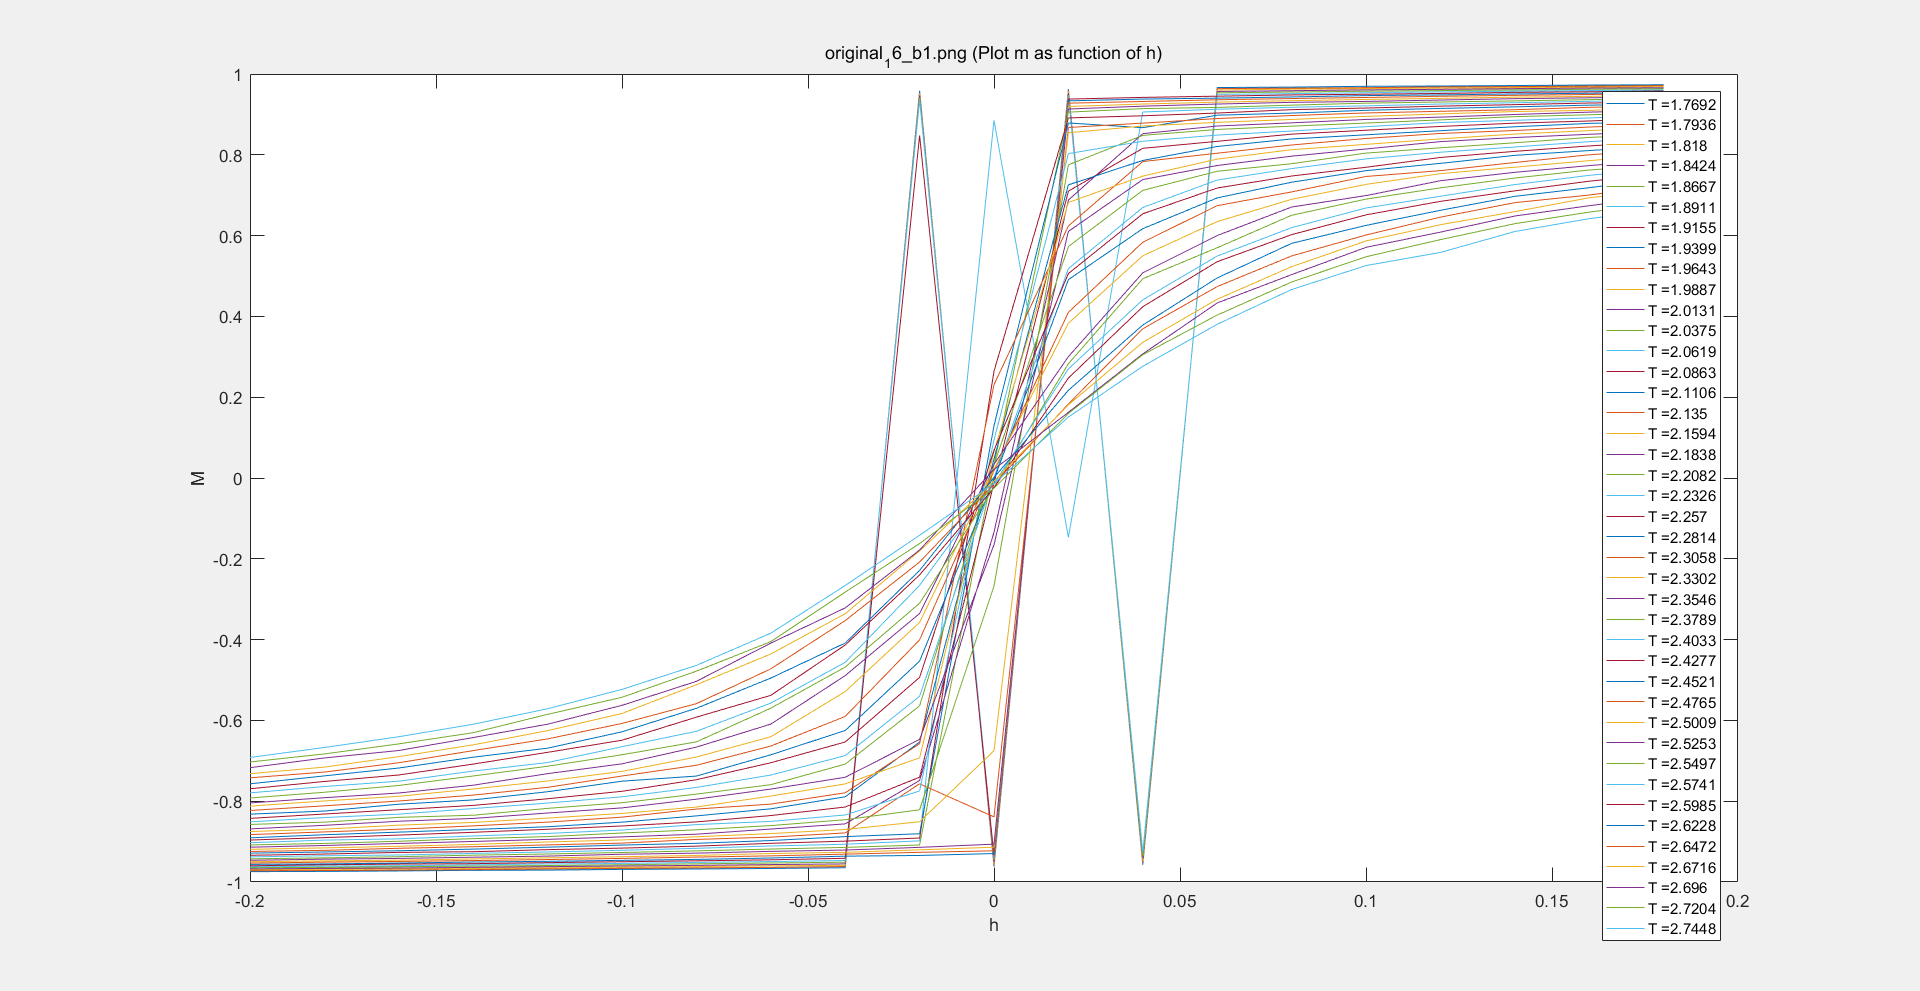 original_16_b1.png (Plot m as function of h)
1
0.8
0.6
0.4
0.2
0
-0.2
-0.4
-0.6
-0.8
-1
M
-0.2
-0.15
-0.1
-0.05
0
0.05
0.1
0.15
0.2
h
T =1.7692
T =1.7936
T =1.818
T =1.8424
T =1.8667
T =1.8911
T =1.9155
T =1.9399
T =1.9643
T =1.9887
T =2.0131
T =2.0375
T =2.0619
T =2.0863
T =2.1106
T =2.135
T =2.1594
T =2.1838
T =2.2082
T =2.2326
T =2.257
T =2.2814
T =2.3058
T =2.3302
T =2.3546
T =2.3789
T =2.4033
T =2.4277
T =2.4521
T =2.4765
T =2.5009
T =2.5253
T =2.5497
T =2.5741
T =2.5985
T =2.6228
T =2.6472
T =2.6716
T =2.696
T =2.7204
T =2.7448